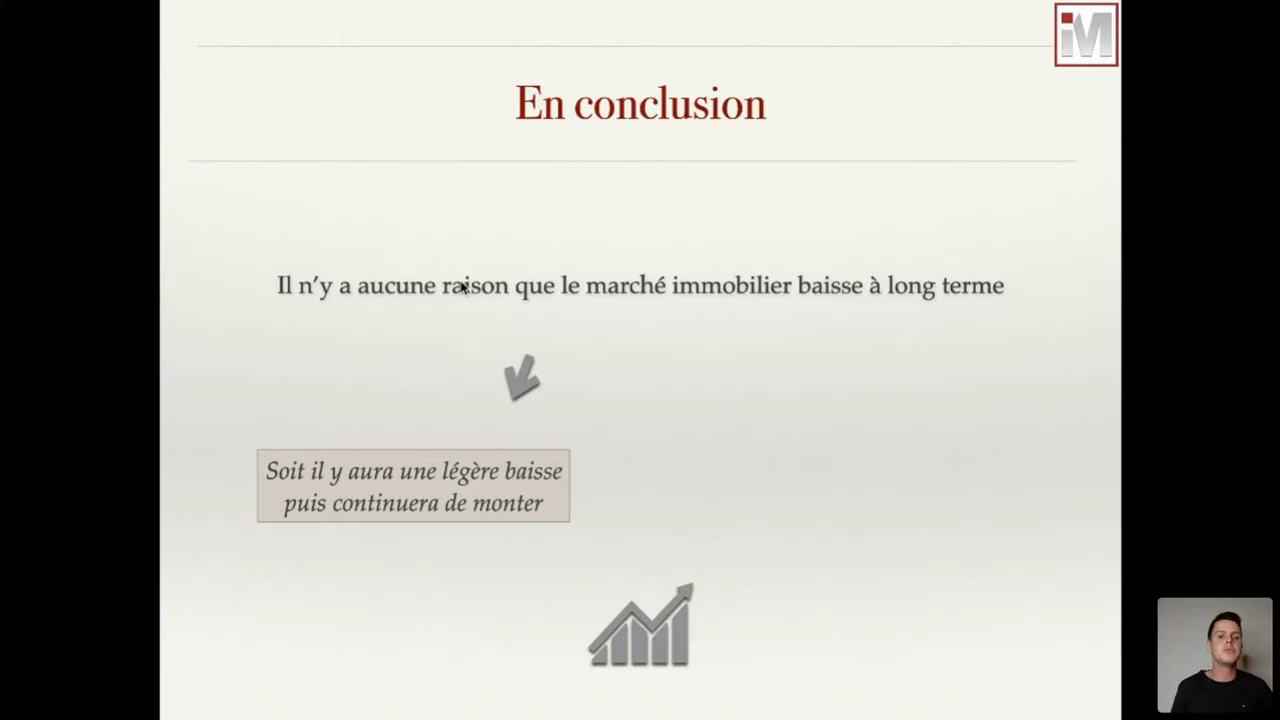 iM
En conclusion
Il n’y a aucune raison que le marché immobilier baisse à long terme
Soit il y aura une légère baisse
puis continuera de monter